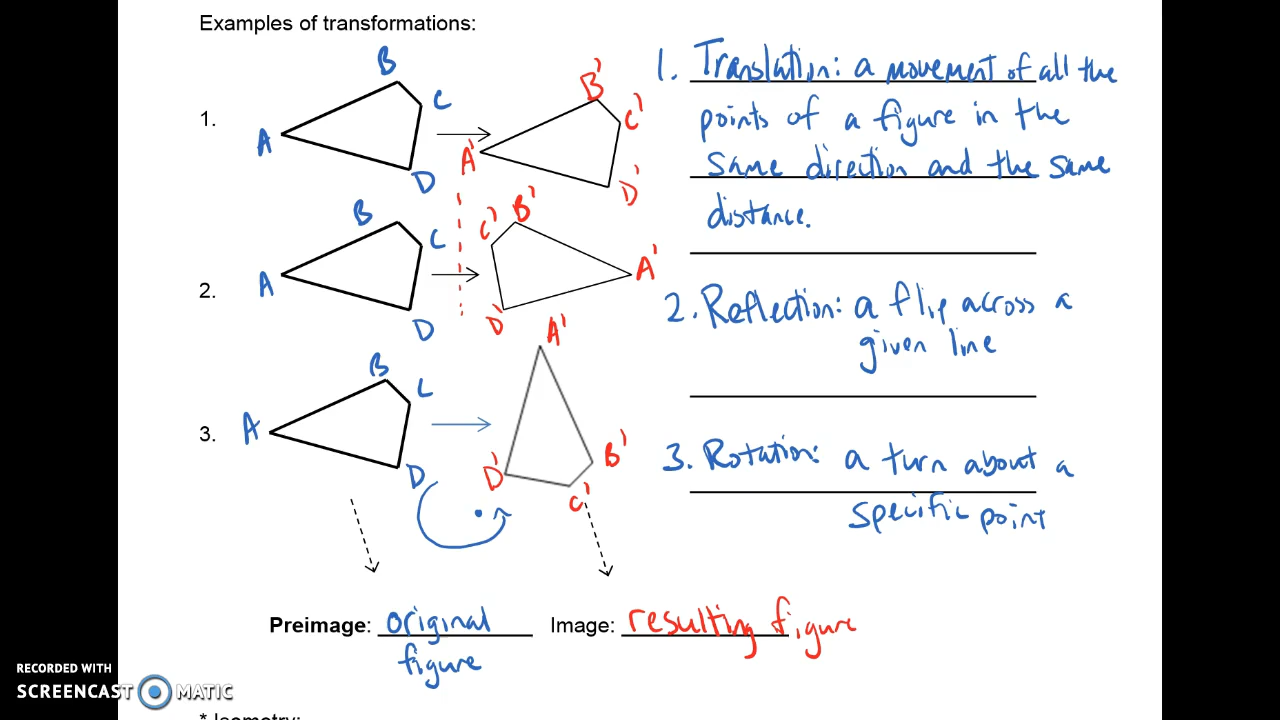 Examples of transformations:
1.
A
B
C
D
A'
B'
C'
D'
1. Translation: a movement of all the
points of a figure in the
same direction and the same
distance.
2.
A
B
C
D
C'
B'
A'
D'
2. Reflection: a flip across a
given line
3.
A
B
C
D
A'
B'
C'
D'
3. Rotation: a turn about a
specific point
Preimage: original
figure
Image: resulting figure
RECORDED WITH
SCREENCAST MATIC
* Isometry: